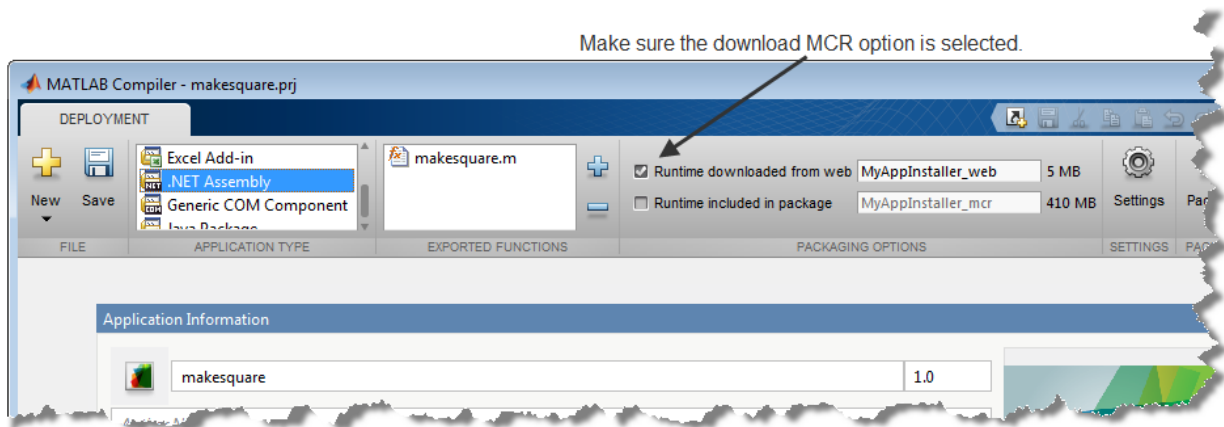 Make sure the download MCR option is selected.
MATLAB Compiler - makesquare.prj
DEPLOYMENT
New
Save
FILE
Excel Add-in
.NET Assembly
Generic COM Component
Java Package
APPLICATION TYPE
makesquare.m
EXPORTED FUNCTIONS
Runtime downloaded from web MyAppInstaller_web 5 MB
Runtime included in package MyAppInstaller_mcr 410 MB
PACKAGING OPTIONS
Settings
SETTINGS
Application Information
makesquare 1.0